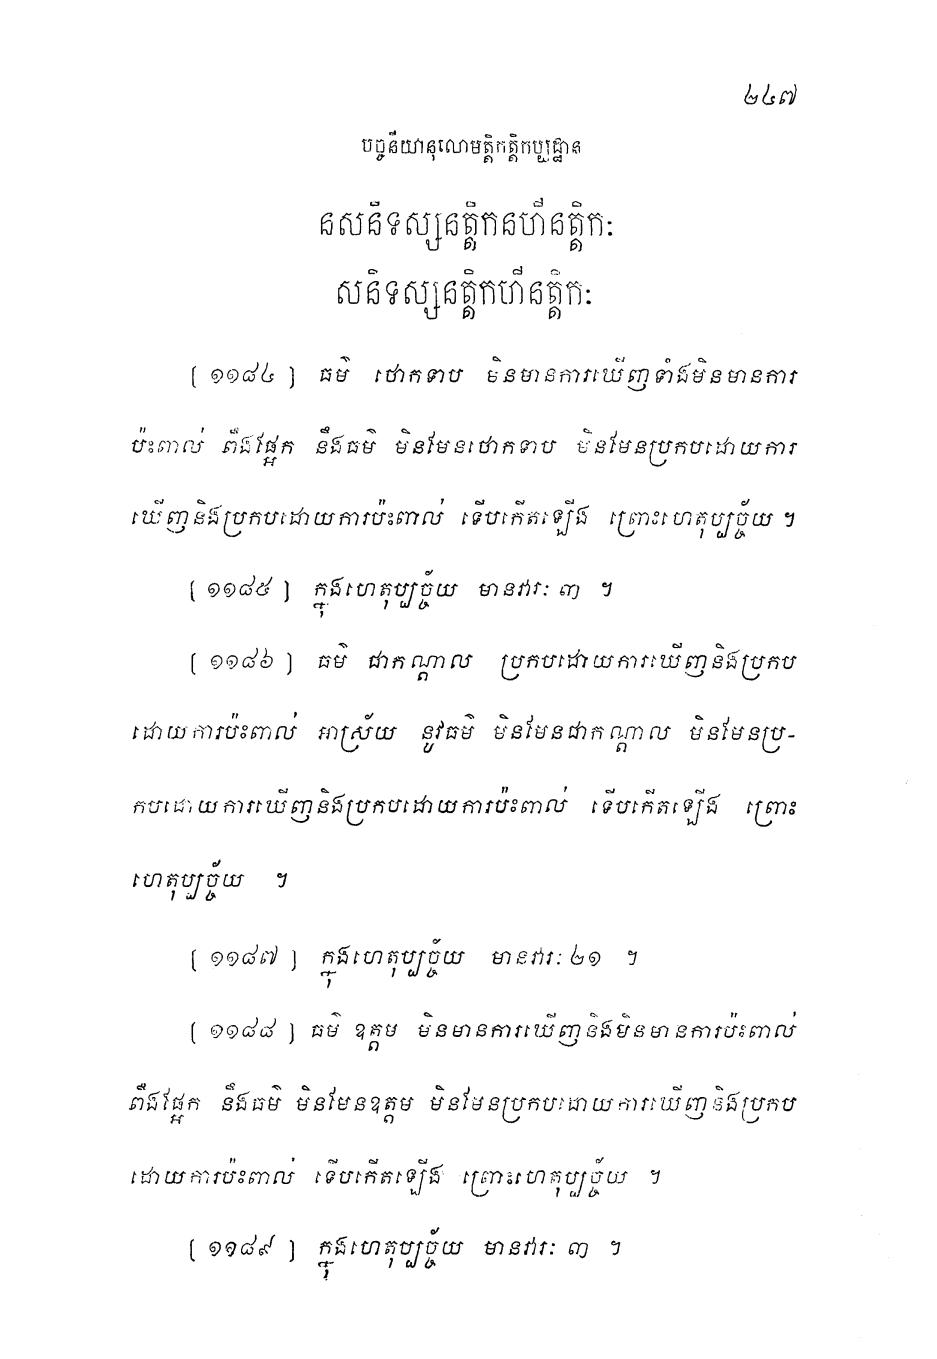 ២៤៧
បច្ចនីយានុលោមត្តិកត្តិកប្បដ្ឋាន
នសនិទស្សនត្តិកនហីនត្តិកៈ
សនិទស្សនត្តិកហីនត្តិកៈ
[ ១១៨៤ ] ធម៌ ថោកទាប មិនមានការឃើញទាំងមិនមានការ
ប៉ះពាល់ ពឹងផ្អែក នឹងធម៌ មិនមែនថោកទាប មិនមែនប្រកបដោយការ
ឃើញនិងប្រកបដោយការប៉ះពាល់ ទើបកើតឡើង ព្រោះហេតុប្បច្ច័យ ។
[ ១១៨៥ ] ក្នុងហេតុប្បច្ច័យ មានវារៈ ៣ ។
[ ១១៨៦ ] ធម៌ ជាកណ្តាល ប្រកបដោយការឃើញនិងប្រកប
ដោយការប៉ះពាល់ អាស្រ័យ នូវធម៌ មិនមែនជាកណ្តាល មិនមែនប្រ-
កបដោយការឃើញនិងប្រកបដោយការប៉ះពាល់ ទើបកើតឡើង ព្រោះ
ហេតុប្បច្ច័យ ។
[ ១១៨៧ ] ក្នុងហេតុប្បច្ច័យ មានវារៈ ២១ ។
[ ១១៨៨ ] ធម៌ ឧត្តម មិនមានការឃើញនិងមិនមានការប៉ះពាល់
ពឹងផ្អែក នឹងធម៌ មិនមែនឧត្តម មិនមែនប្រកបដោយការឃើញនិងប្រកប
ដោយការប៉ះពាល់ ទើបកើតឡើង ព្រោះហេតុប្បច្ច័យ ។
[ ១១៨៩ ] ក្នុងហេតុប្បច្ច័យ មានវារៈ ៣ ។